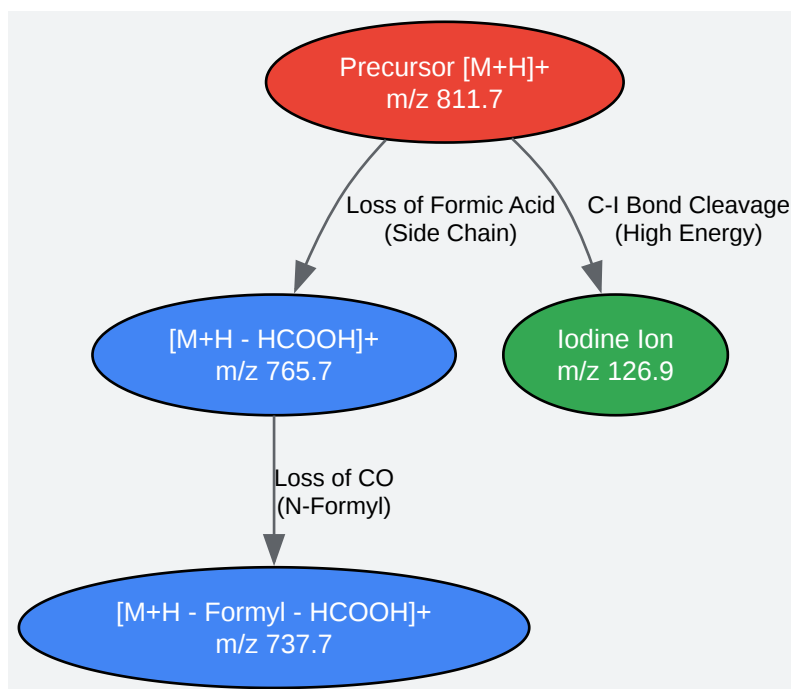 Precursor [M+H]+
m/z 811.7
Loss of Formic Acid
(Side Chain)
C-I Bond Cleavage
(High Energy)
[M+H - HCOOH]+
m/z 765.7
Iodine Ion
m/z 126.9
Loss of CO
(N-Formyl)
[M+H - Formyl - HCOOH]+
m/z 737.7